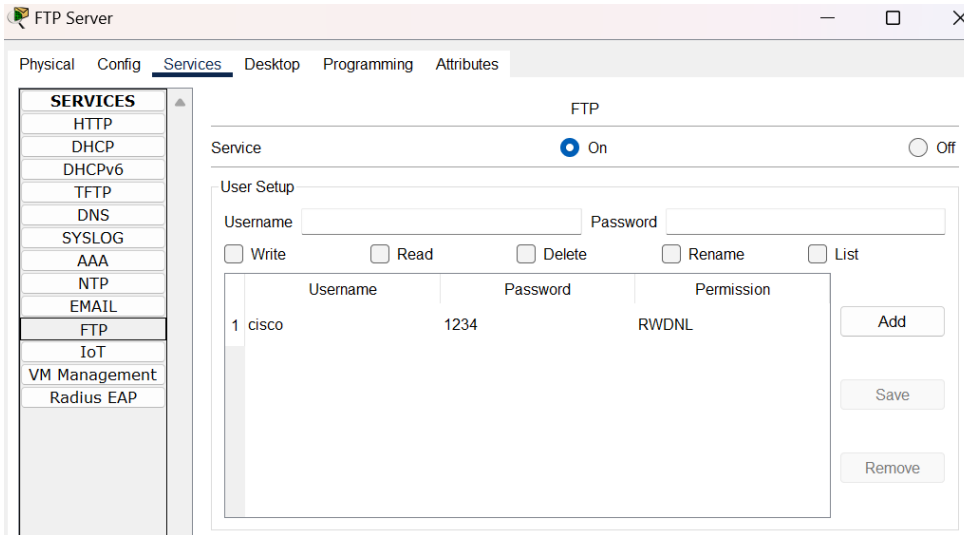 FTP Server
Physical Config Services Desktop Programming Attributes
SERVICES
HTTP
DHCP
DHCPv6
TFTP
DNS
SYSLOG
AAA
NTP
EMAIL
FTP
IoT
VM Management
Radius EAP
FTP
Service On Off
User Setup
Username Password
Write Read Delete Rename List
Username Password Permission
1 cisco 1234 RWDNL
Add
Save
Remove